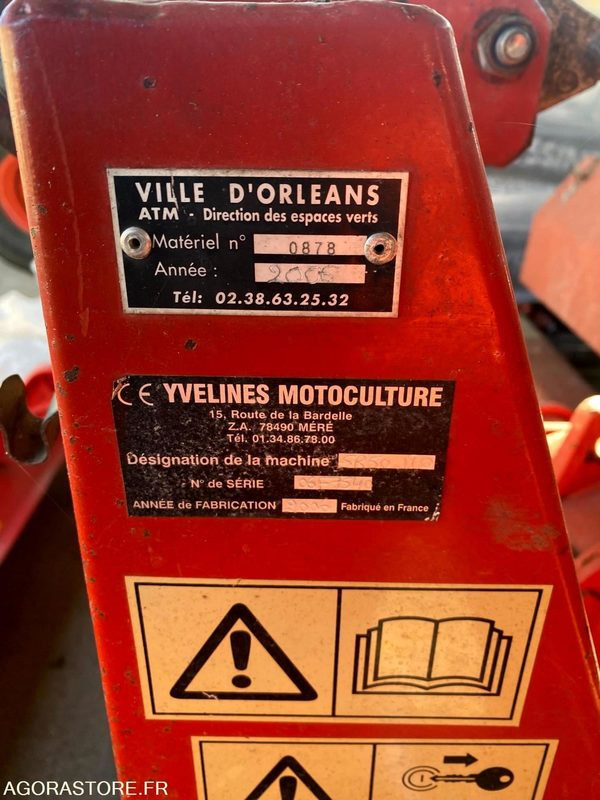 VILLE D'ORLEANS
ATM - Direction des espaces verts
Matériel n° 0878
Année :
Tél: 02.38.63.25.32
CE YVELINES MOTOCULTURE
15, Route de la Bardelle
Z.A. 78490 MÉRÉ
Tél. 01.34.86.78.00
Désignation de la machine
N° de SÉRIE
ANNÉE de FABRICATION Fabriqué en France
AGORASTORE.FR